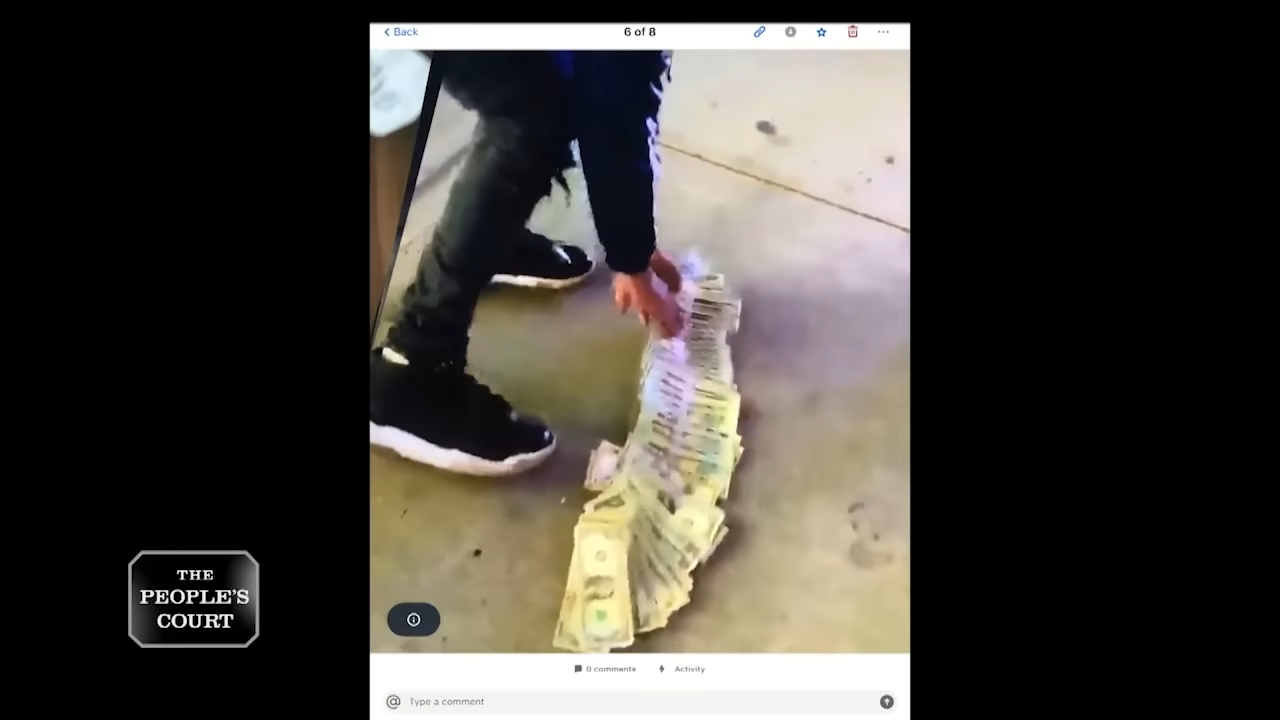 Back
6 of 8
THE
PEOPLE'S
COURT
0 comments
Activity
@ Type a comment